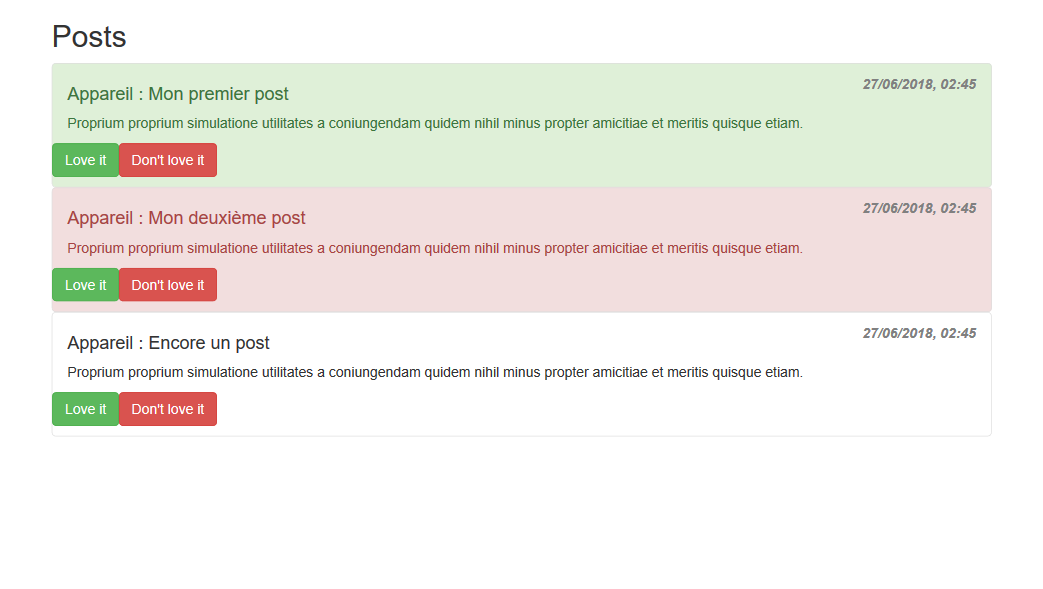 Posts
Appareil : Mon premier post
27/06/2018, 02:45
Proprium proprium simulatione utilitates a coniungendam quidem nihil minus propter amicitiae et meritis quisque etiam.
Love it Don't love it
Appareil : Mon deuxième post
27/06/2018, 02:45
Proprium proprium simulatione utilitates a coniungendam quidem nihil minus propter amicitiae et meritis quisque etiam.
Love it Don't love it
Appareil : Encore un post
27/06/2018, 02:45
Proprium proprium simulatione utilitates a coniungendam quidem nihil minus propter amicitiae et meritis quisque etiam.
Love it Don't love it